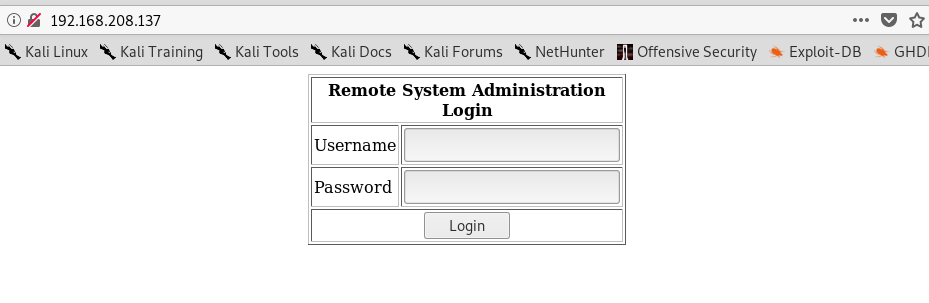 192.168.208.137
Kali Linux Kali Training Kali Tools Kali Docs Kali Forums NetHunter Offensive Security Exploit-DB GHD
Remote System Administration
Login
Username
Password
Login